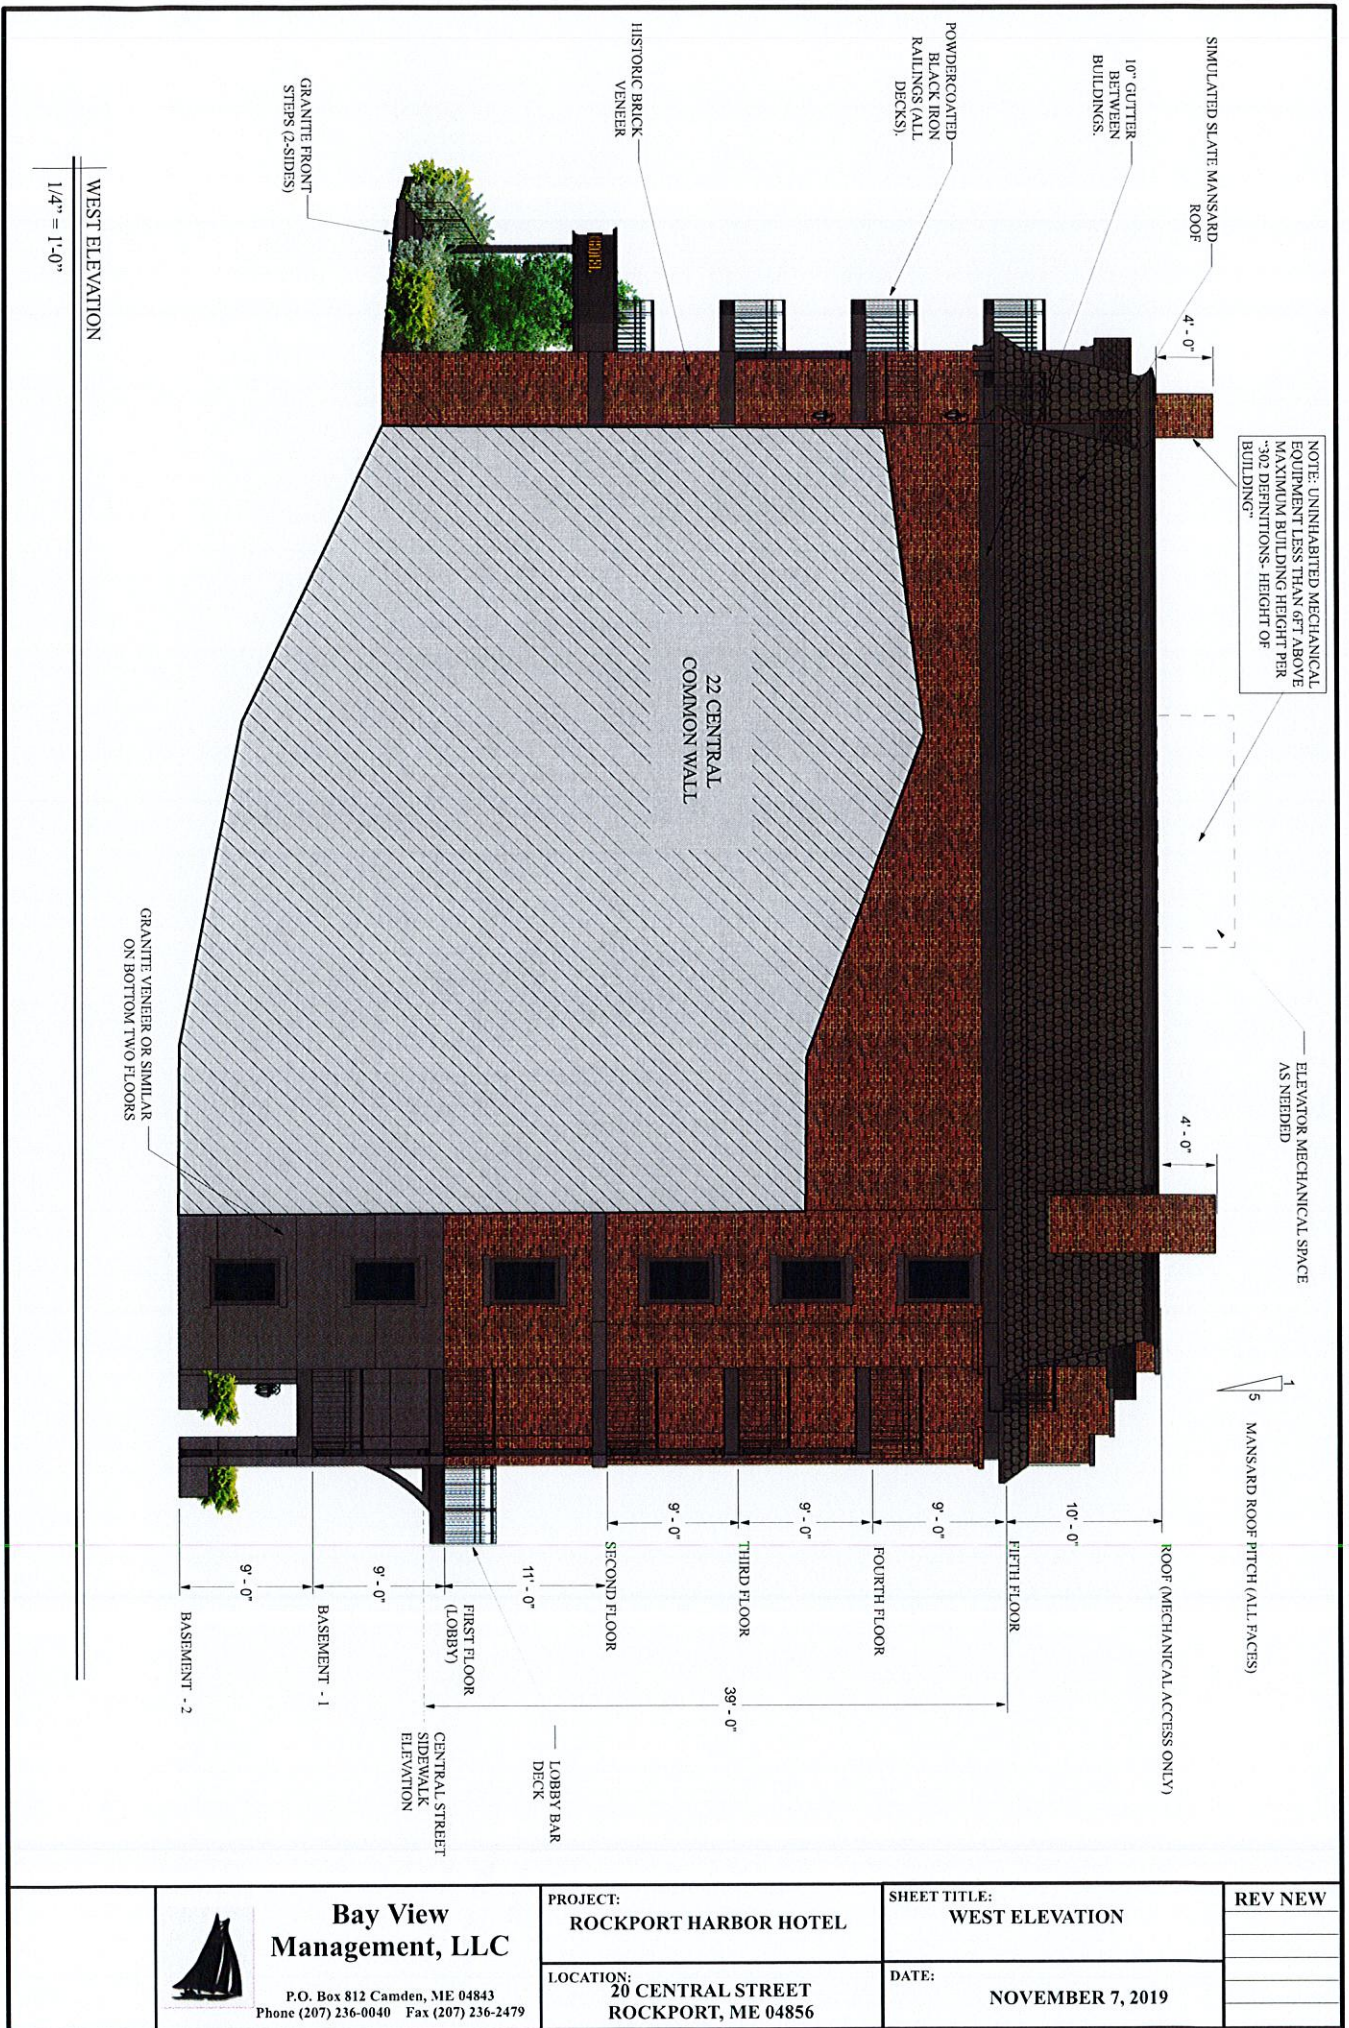 SIMULATED SLATE MANSARD
ROOF
10" GUTTER
BETWEEN
BUILDINGS.
POWDERCOATED
BLACK IRON
RAILINGS (ALL
DECKS).
HISTORIC BRICK
VENEER
GRANITE FRONT
STEPS (2-SIDES)
HOTEL
4' - 0"
NOTE: UNINHABITED MECHANICAL
EQUIPMENT LESS THAN 6FT ABOVE
MAXIMUM BUILDING HEIGHT PER
"302 DEFINITIONS- HEIGHT OF
BUILDING"
ELEVATOR MECHANICAL SPACE
AS NEEDED
4' - 0"
1
5
MANSARD ROOF PITCH (ALL FACES)
22 CENTRAL
COMMON WALL
ROOF (MECHANICAL ACCESS ONLY)
10' - 0"
FIFTH FLOOR
9' - 0"
FOURTH FLOOR
9' - 0"
THIRD FLOOR
9' - 0"
SECOND FLOOR
11' - 0"
FIRST FLOOR
(LOBBY)
9' - 0"
BASEMENT - 1
9' - 0"
BASEMENT - 2
39' - 0"
LOBBY BAR
DECK
CENTRAL STREET
SIDEWALK
ELEVATION
GRANITE VENEER OR SIMILAR
ON BOTTOM TWO FLOORS
WEST ELEVATION
1/4" = 1'-0"
Bay View
Management, LLC
P.O. Box 812 Camden, ME 04843
Phone (207) 236-0040 Fax (207) 236-2479
PROJECT:
ROCKPORT HARBOR HOTEL
LOCATION:
20 CENTRAL STREET
ROCKPORT, ME 04856
SHEET TITLE:
WEST ELEVATION
DATE:
NOVEMBER 7, 2019
REV NEW